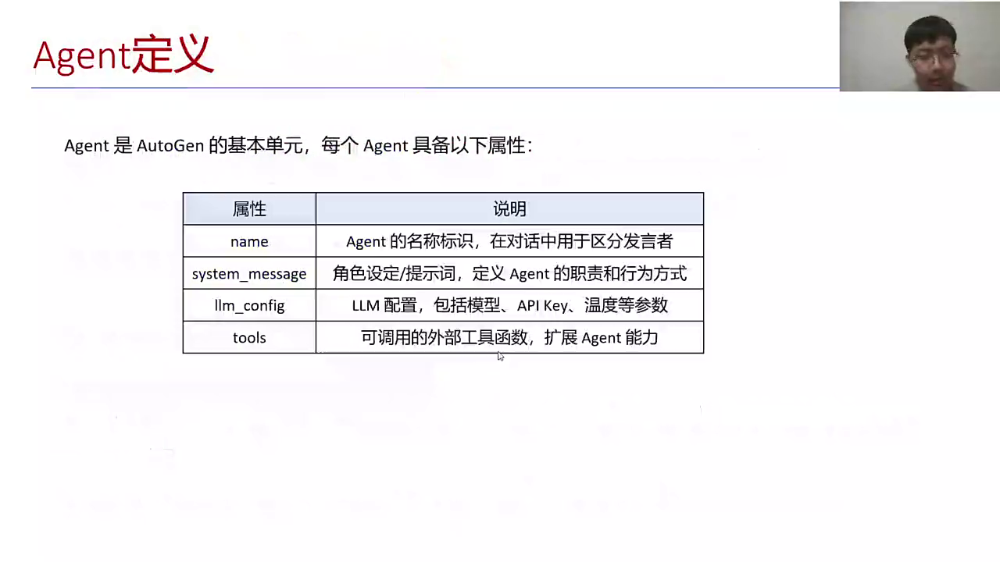 Agent定义
Agent 是 AutoGen 的基本单元，每个 Agent 具备以下属性：
属性 说明
name Agent 的名称标识，在对话中用于区分发言者
system_message 角色设定/提示词，定义 Agent 的职责和行为方式
llm_config LLM 配置，包括模型、API Key、温度等参数
tools 可调用的外部工具函数，扩展 Agent 能力